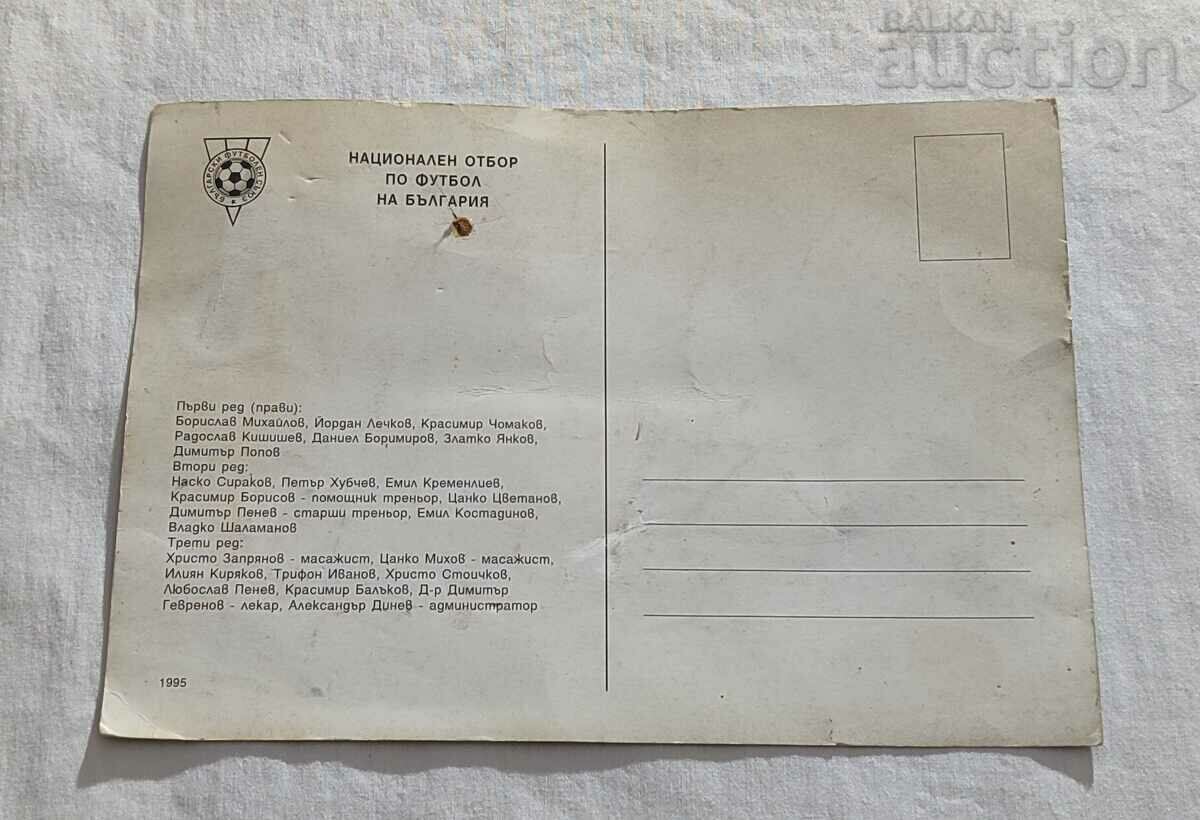 BALKAN
auction
БЪЛГАРСКИ ФУТБОЛЕН СЪЮЗ
НАЦИОНАЛЕН ОТБОР
ПО ФУТБОЛ
НА БЪЛГАРИЯ
Първи ред (прави):
Борислав Михайлов, Йордан Лечков, Красимир Чомаков,
Радослав Кишишев, Даниел Боримиров, Златко Янков,
Димитър Попов
Втори ред:
Наско Сираков, Петър Хубчев, Емил Кременлиев,
Красимир Борисов - помощник треньор, Цанко Цветанов,
Димитър Пенев - старши треньор, Емил Костадинов,
Владко Шаламанов
Трети ред:
Христо Запрянов - масажист, Цанко Михов - масажист,
Илиян Киряков, Трифон Иванов, Христо Стоичков,
Любослав Пенев, Красимир Балъков, Д-р Димитър
Гевренов - лекар, Александър Динев - администратор
1995